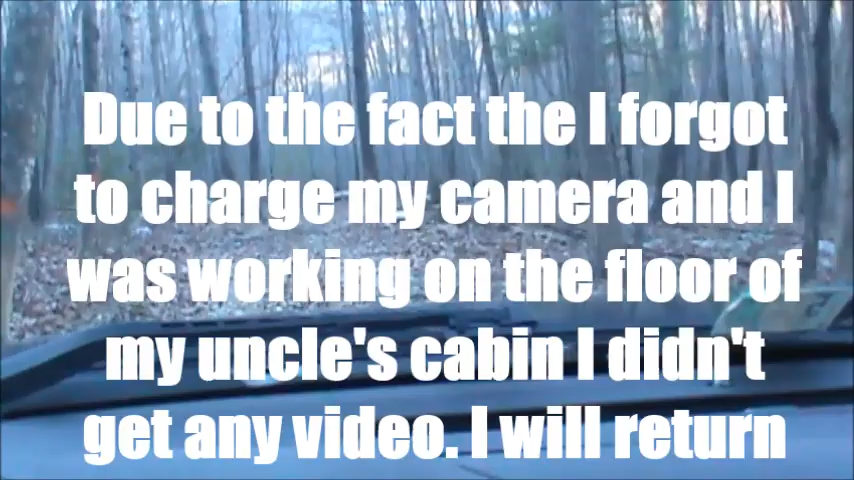 Due to the fact the I forgot
to charge my camera and I
was working on the floor of
my uncle's cabin I didn't
get any video. I will return